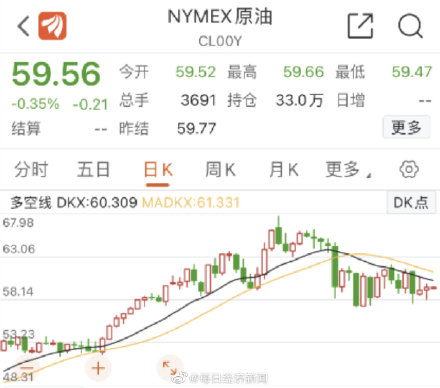 NYMEX原油
CL00Y
59.56 今开 59.52 最高 59.66 最低 59.47
-0.35% -0.21 总手 3691 持仓 33.0万 日增 --
结算 -- 昨结 59.77 更多
分时 五日 日K 周K 月K 更多
多空线 DKX:60.309 MADKX:61.331 DK点
67.98
63.06
58.14
53.23
48.31
@每日经济新闻